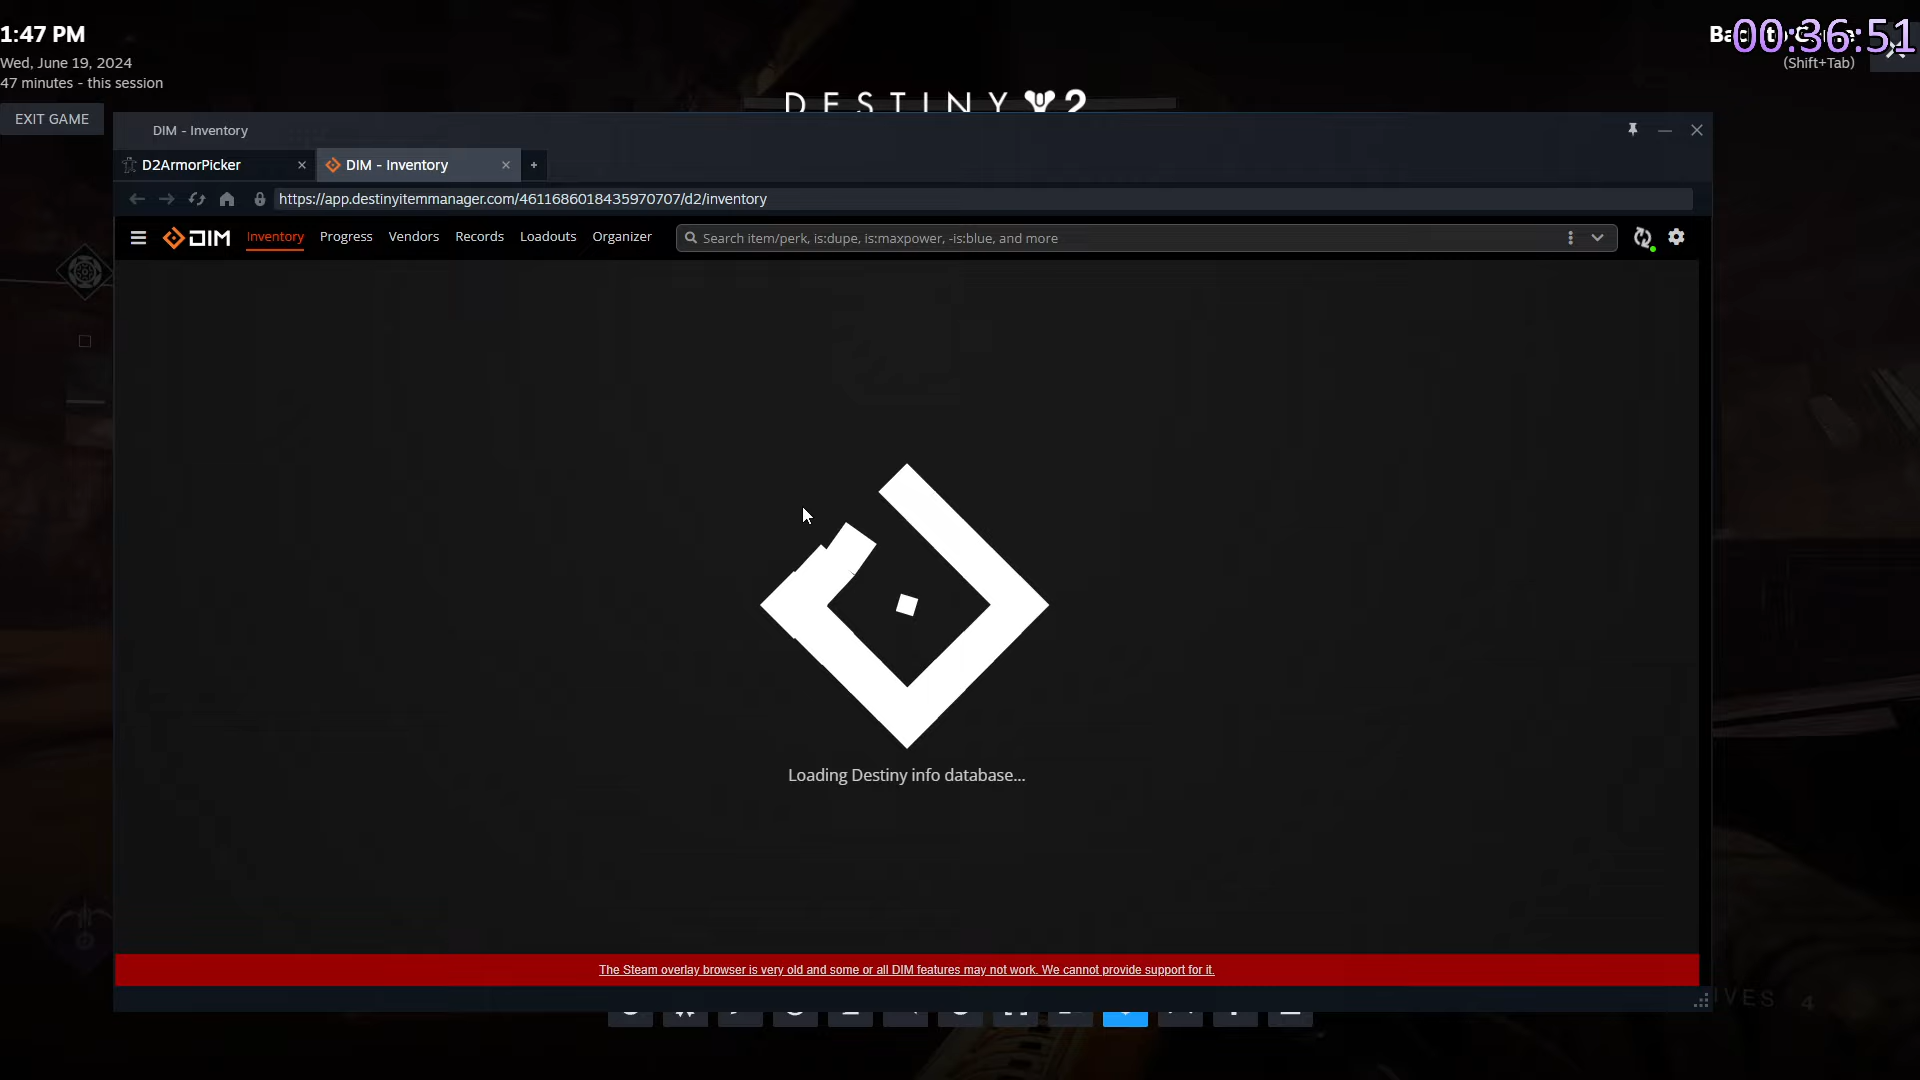 1:47 PM
Wed, June 19, 2024
47 minutes - this session
EXIT GAME
00:36:51
(Shift+Tab)
DESTINY 2
DIM - Inventory
D2ArmorPicker
DIM - Inventory
https://app.destinyitemmanager.com/4611686018435970707/d2/inventory
DIM
Inventory
Progress
Vendors
Records
Loadouts
Organizer
Search item/perk, is:dupe, is:maxpower, -is:blue, and more
Loading Destiny info database...
The Steam overlay browser is very old and some or all DIM features may not work. We cannot provide support for it.
4